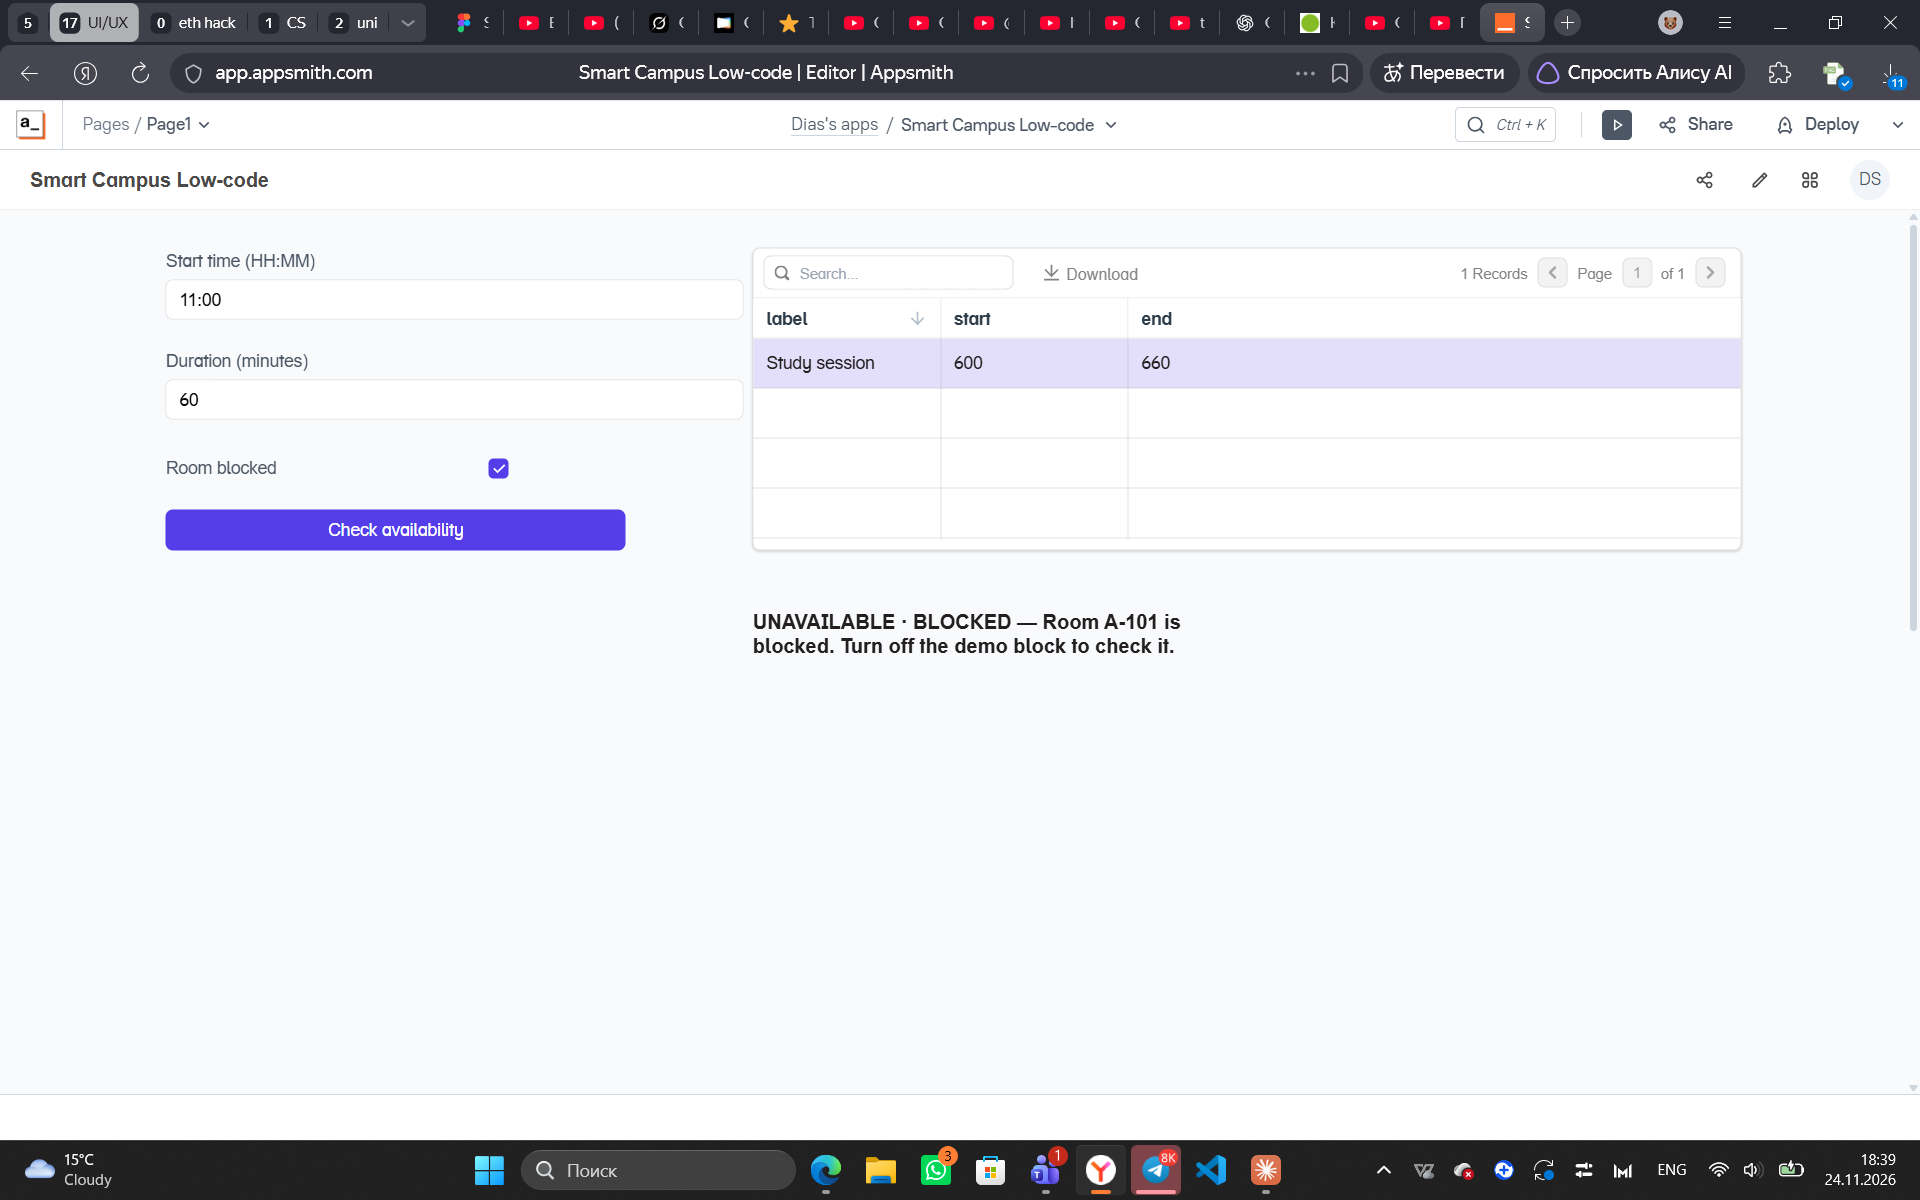 5
17 UI/UX
0 eth hack
1 CS
2 uni
app.appsmith.com
Smart Campus Low-code | Editor | Appsmith
Перевести
Спросить Алису AI
11
a_
Pages / Page1
Dias's apps / Smart Campus Low-code
Ctrl + K
Share
Deploy
Smart Campus Low-code
DS
Start time (HH:MM)
11:00
Duration (minutes)
60
Room blocked
Check availability
Search...
Download
1 Records
Page 1 of 1
label start end
Study session 600 660
UNAVAILABLE · BLOCKED — Room A-101 is
blocked. Turn off the demo block to check it.
15°C
Cloudy
Поиск
3
1
8K
ENG
18:39
24.11.2026